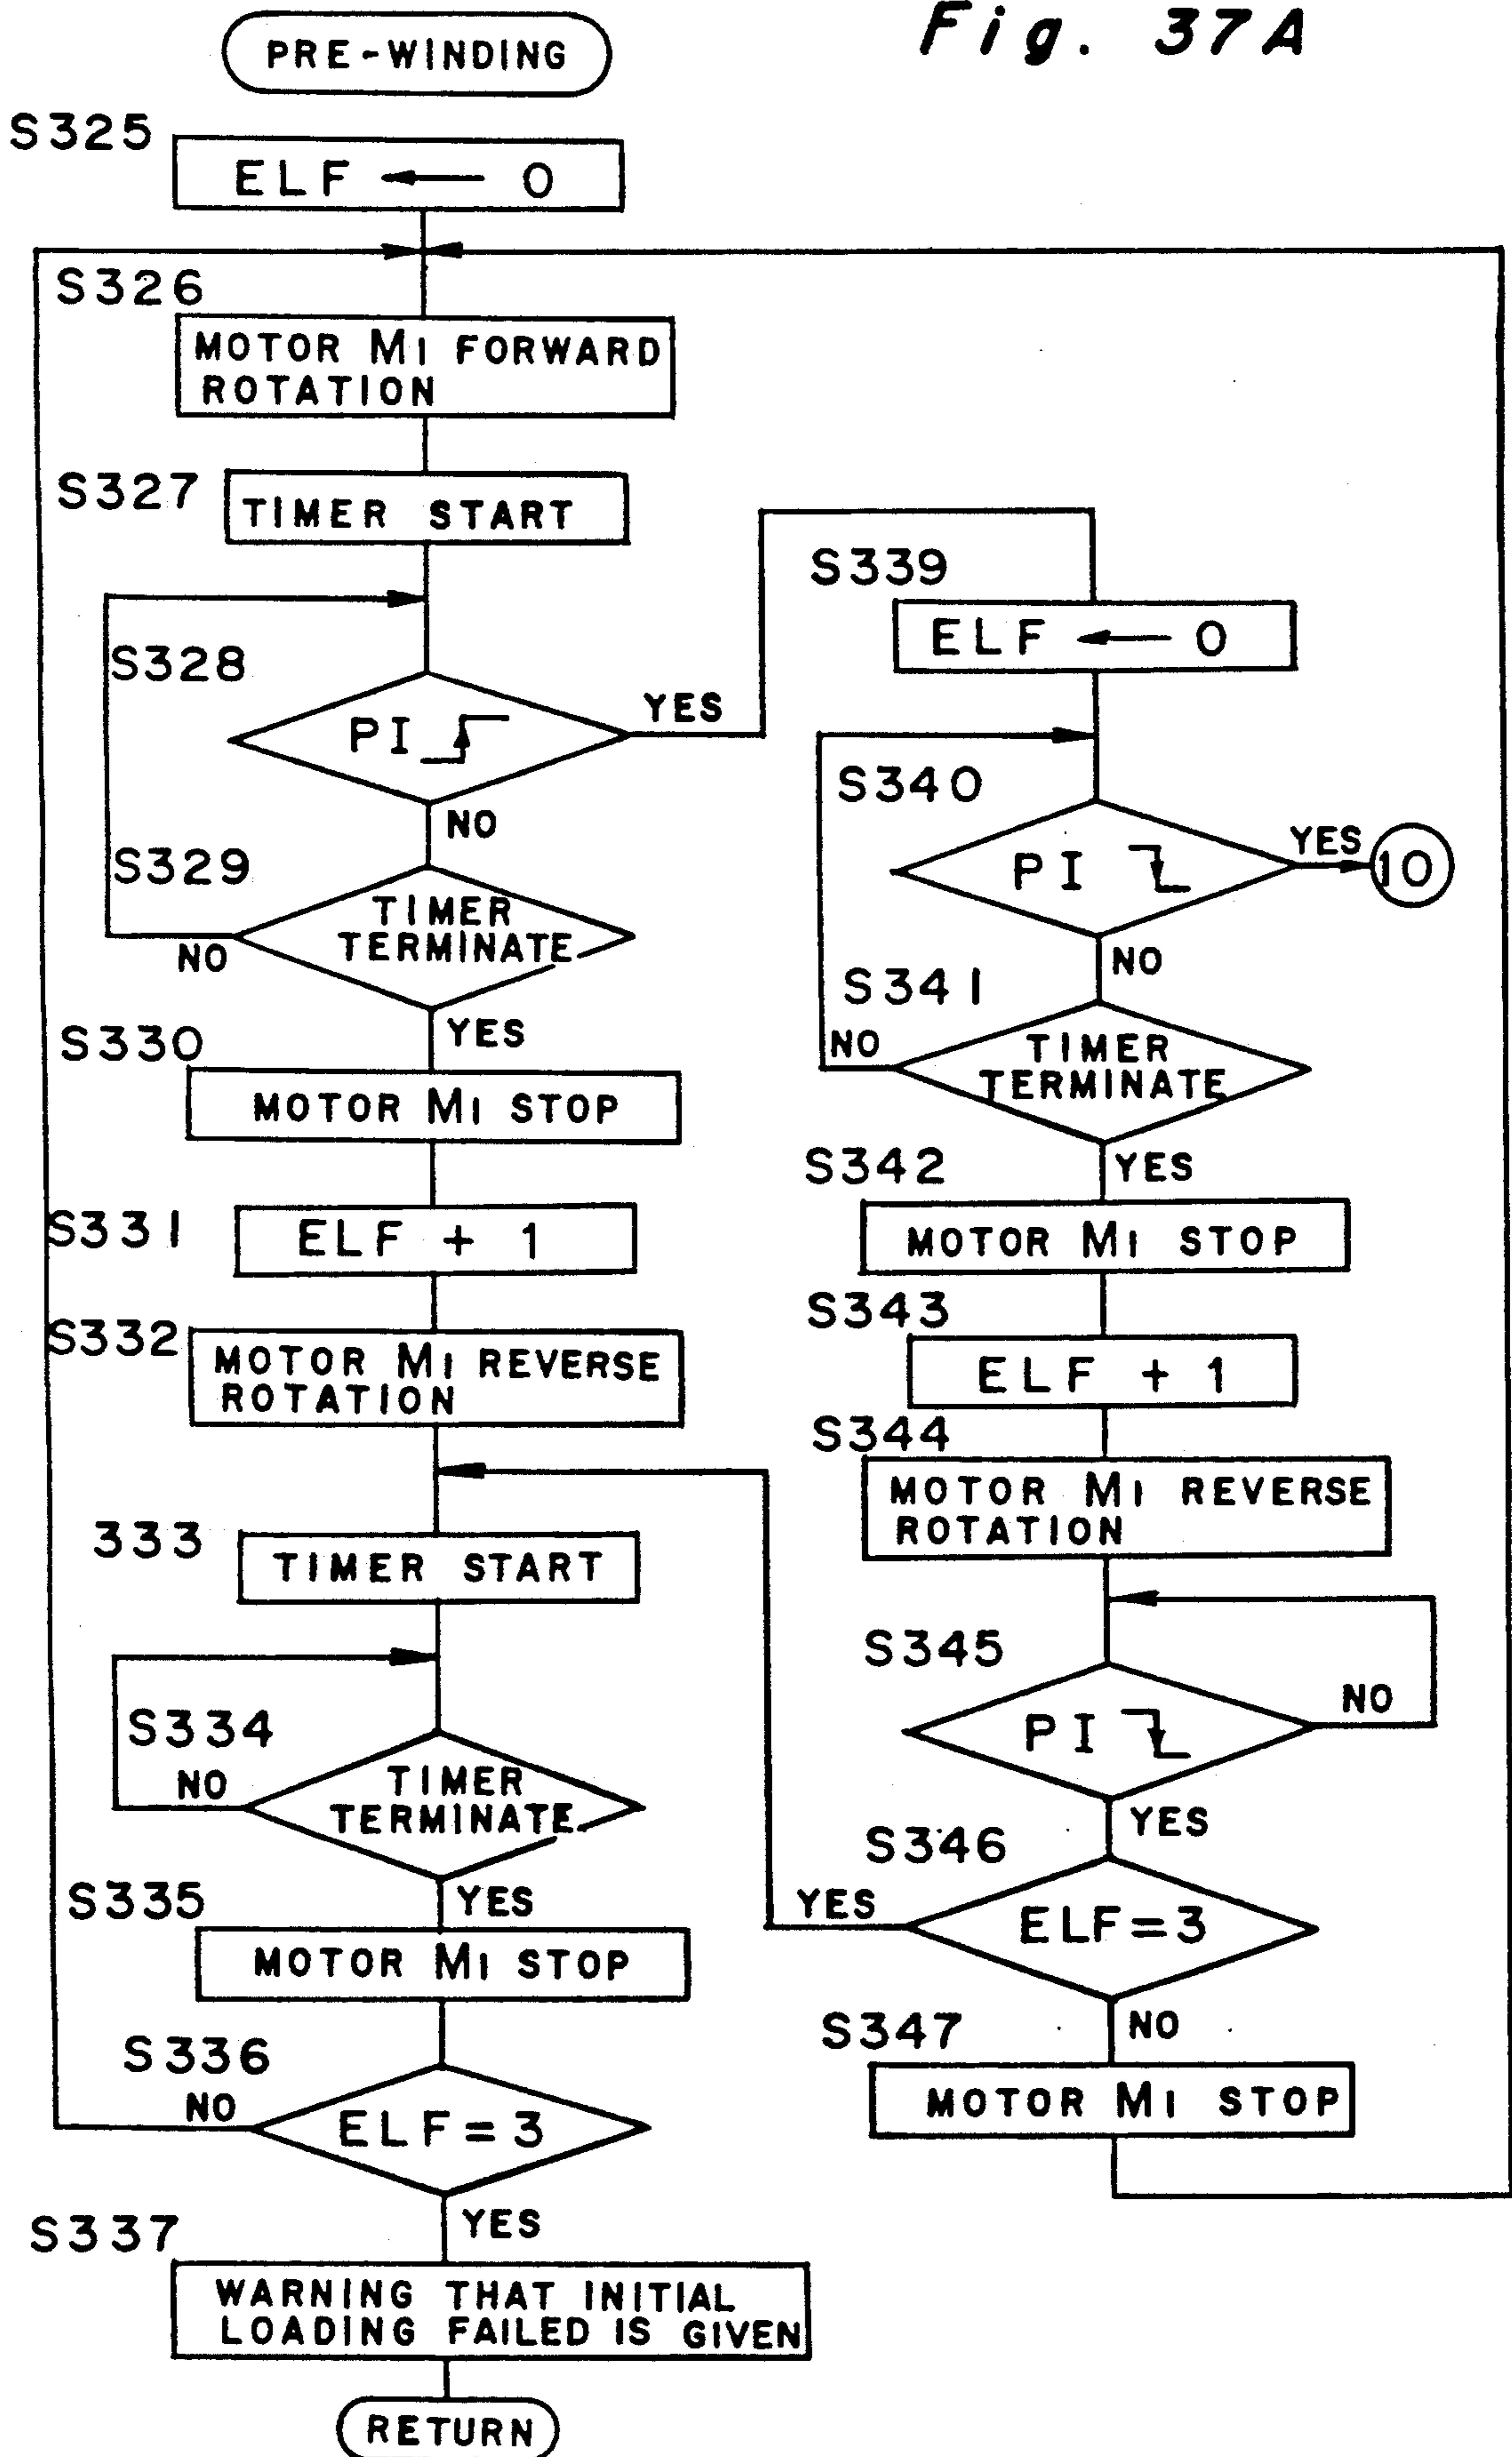 Fig. 37A
PRE-WINDING
S325
ELF ← 0
S326
MOTOR M1 FORWARD
ROTATION
S327
TIMER START
S328
PI
YES
NO
S329
TIMER
TERMINATE
NO
YES
S330
MOTOR M1 STOP
S331
ELF + 1
S332
MOTOR M1 REVERSE
ROTATION
333
TIMER START
S334
NO
TIMER
TERMINATE
YES
S335
MOTOR M1 STOP
S336
NO
ELF = 3
YES
S337
WARNING THAT INITIAL
LOADING FAILED IS GIVEN
RETURN
S339
ELF ← 0
S340
PI
YES
10
NO
S341
NO
TIMER
TERMINATE
YES
S342
MOTOR M1 STOP
S343
ELF + 1
S344
MOTOR M1 REVERSE
ROTATION
S345
PI
NO
YES
S346
YES
ELF = 3
NO
S347
MOTOR M1 STOP